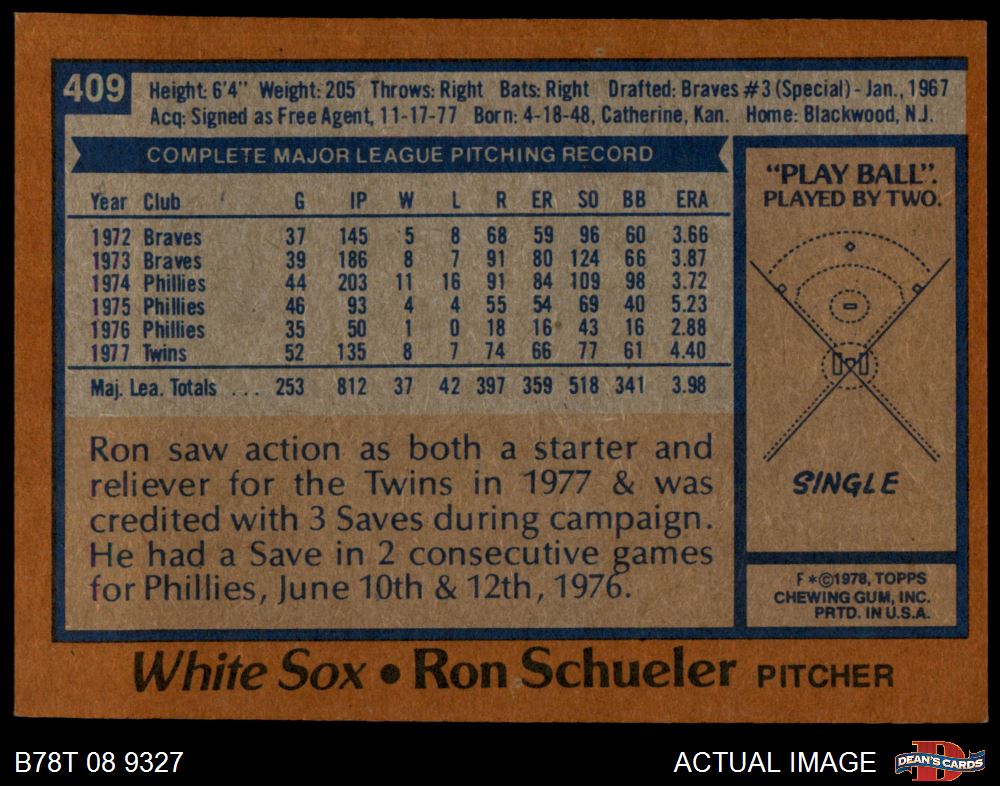 409
Height: 6'4" Weight: 205 Throws: Right Bats: Right Drafted: Braves #3 (Special) - Jan., 1967
Acq: Signed as Free Agent, 11-17-77 Born: 4-18-48, Catherine, Kan. Home: Blackwood, N.J.
COMPLETE MAJOR LEAGUE PITCHING RECORD
Year Club G IP W L R ER SO BB ERA
1972 Braves 37 145 5 8 68 59 96 60 3.66
1973 Braves 39 186 8 7 91 80 124 66 3.87
1974 Phillies 44 203 11 16 91 84 109 98 3.72
1975 Phillies 46 93 4 4 55 54 69 40 5.23
1976 Phillies 35 50 1 0 18 16 43 16 2.88
1977 Twins 52 135 8 7 74 66 77 61 4.40
Maj. Lea. Totals ... 253 812 37 42 397 359 518 341 3.98
Ron saw action as both a starter and
reliever for the Twins in 1977 & was
credited with 3 Saves during campaign.
He had a Save in 2 consecutive games
for Phillies, June 10th & 12th, 1976.
"PLAY BALL".
PLAYED BY TWO.
SINGLE
F*©1978, TOPPS
CHEWING GUM, INC.
PRTD. IN U.S.A.
White Sox • Ron Schueler PITCHER
B78T 08 9327
ACTUAL IMAGE
D
DEAN'S CARDS